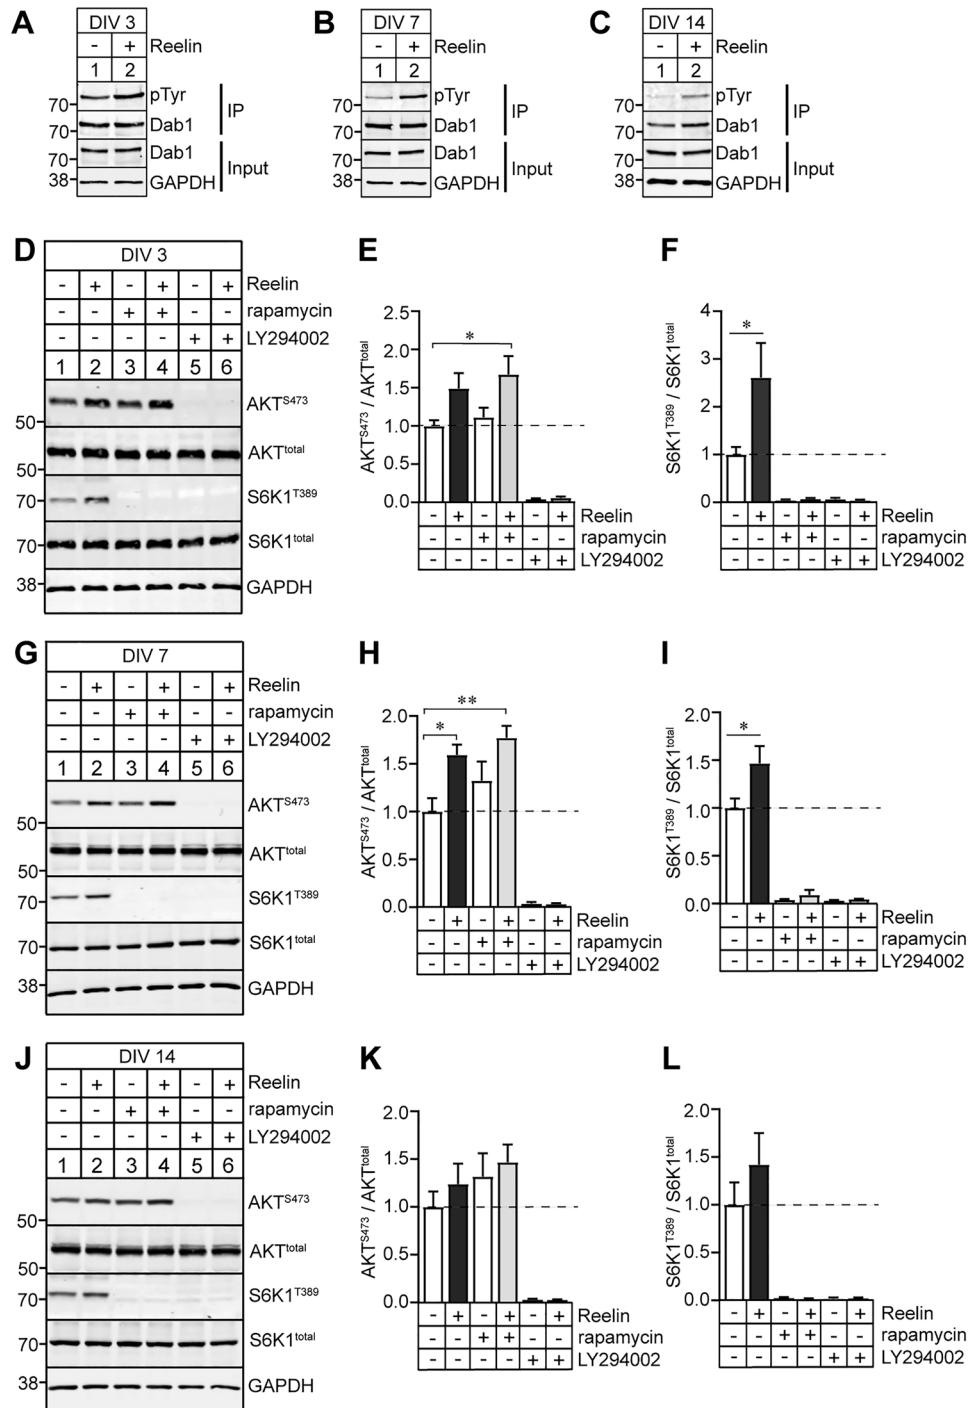 A
DIV 3
- + Reelin
1 2
70 pTyr
70 Dab1
IP
70 Dab1
38 GAPDH
Input
B
DIV 7
- + Reelin
1 2
70 pTyr
70 Dab1
IP
70 Dab1
38 GAPDH
Input
C
DIV 14
- + Reelin
1 2
70 pTyr
70 Dab1
IP
70 Dab1
38 GAPDH
Input
D
DIV 3
- + - + - + Reelin
- - + + - - rapamycin
- - - - + + LY294002
1 2 3 4 5 6
50 AKTS473
50 AKTtotal
70 S6K1T389
70 S6K1total
38 GAPDH
E
AKTS473 / AKTtotal
2.5
2.0
1.5
1.0
0.5
0.0
*
- + - + - + Reelin
- - + + - - rapamycin
- - - - + + LY294002
F
S6K1T389 / S6K1total
4
3
2
1
0
*
- + - + - + Reelin
- - + + - - rapamycin
- - - - + + LY294002
G
DIV 7
- + - + - + Reelin
- - + + - - rapamycin
- - - - + + LY294002
1 2 3 4 5 6
50 AKTS473
50 AKTtotal
70 S6K1T389
70 S6K1total
38 GAPDH
H
AKTS473 / AKTtotal
2.0
1.5
1.0
0.5
0.0
**
*
- + - + - + Reelin
- - + + - - rapamycin
- - - - + + LY294002
I
S6K1T389 / S6K1total
2.0
1.5
1.0
0.5
0.0
*
- + - + - + Reelin
- - + + - - rapamycin
- - - - + + LY294002
J
DIV 14
- + - + - + Reelin
- - + + - - rapamycin
- - - - + + LY294002
1 2 3 4 5 6
50 AKTS473
50 AKTtotal
70 S6K1T389
70 S6K1total
38 GAPDH
K
AKTS473 / AKTtotal
2.0
1.5
1.0
0.5
0.0
- + - + - + Reelin
- - + + - - rapamycin
- - - - + + LY294002
L
S6K1T389 / S6K1total
2.0
1.5
1.0
0.5
0.0
- + - + - + Reelin
- - + + - - rapamycin
- - - - + + LY294002